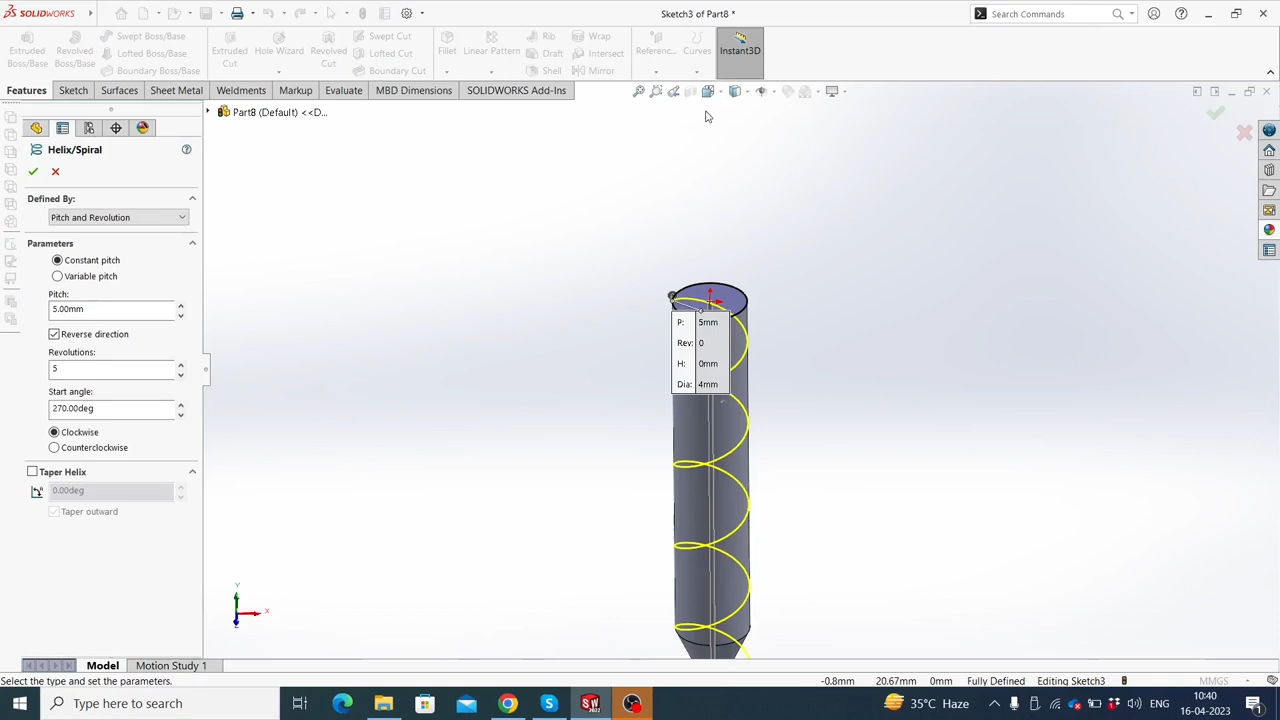 SOLIDWORKS
Sketch3 of Part8 *
Search Commands
Extruded Boss/Base
Revolved Boss/Base
Swept Boss/Base
Lofted Boss/Base
Boundary Boss/Base
Extruded Cut
Hole Wizard
Revolved Cut
Swept Cut
Lofted Cut
Boundary Cut
Fillet
Linear Pattern
Rib
Draft
Shell
Wrap
Intersect
Mirror
Referenc...
Curves
Instant3D
Features
Sketch
Surfaces
Sheet Metal
Weldments
Markup
Evaluate
MBD Dimensions
SOLIDWORKS Add-Ins
Part8 (Default) <<D...
Helix/Spiral
Defined By:
Pitch and Revolution
Parameters
Constant pitch
Variable pitch
Pitch:
5.00mm
Reverse direction
Revolutions:
5
Start angle:
270.00deg
Clockwise
Counterclockwise
Taper Helix
0.00deg
Taper outward
P: 5mm
Rev: 0
H: 0mm
Dia: 4mm
Y
X
Z
Model
Motion Study 1
Select the type and set the parameters.
-0.8mm
20.67mm
0mm
Fully Defined
Editing Sketch3
MMGS
Type here to search
SW
2022
35°C Haze
ENG
10:40
16-04-2023